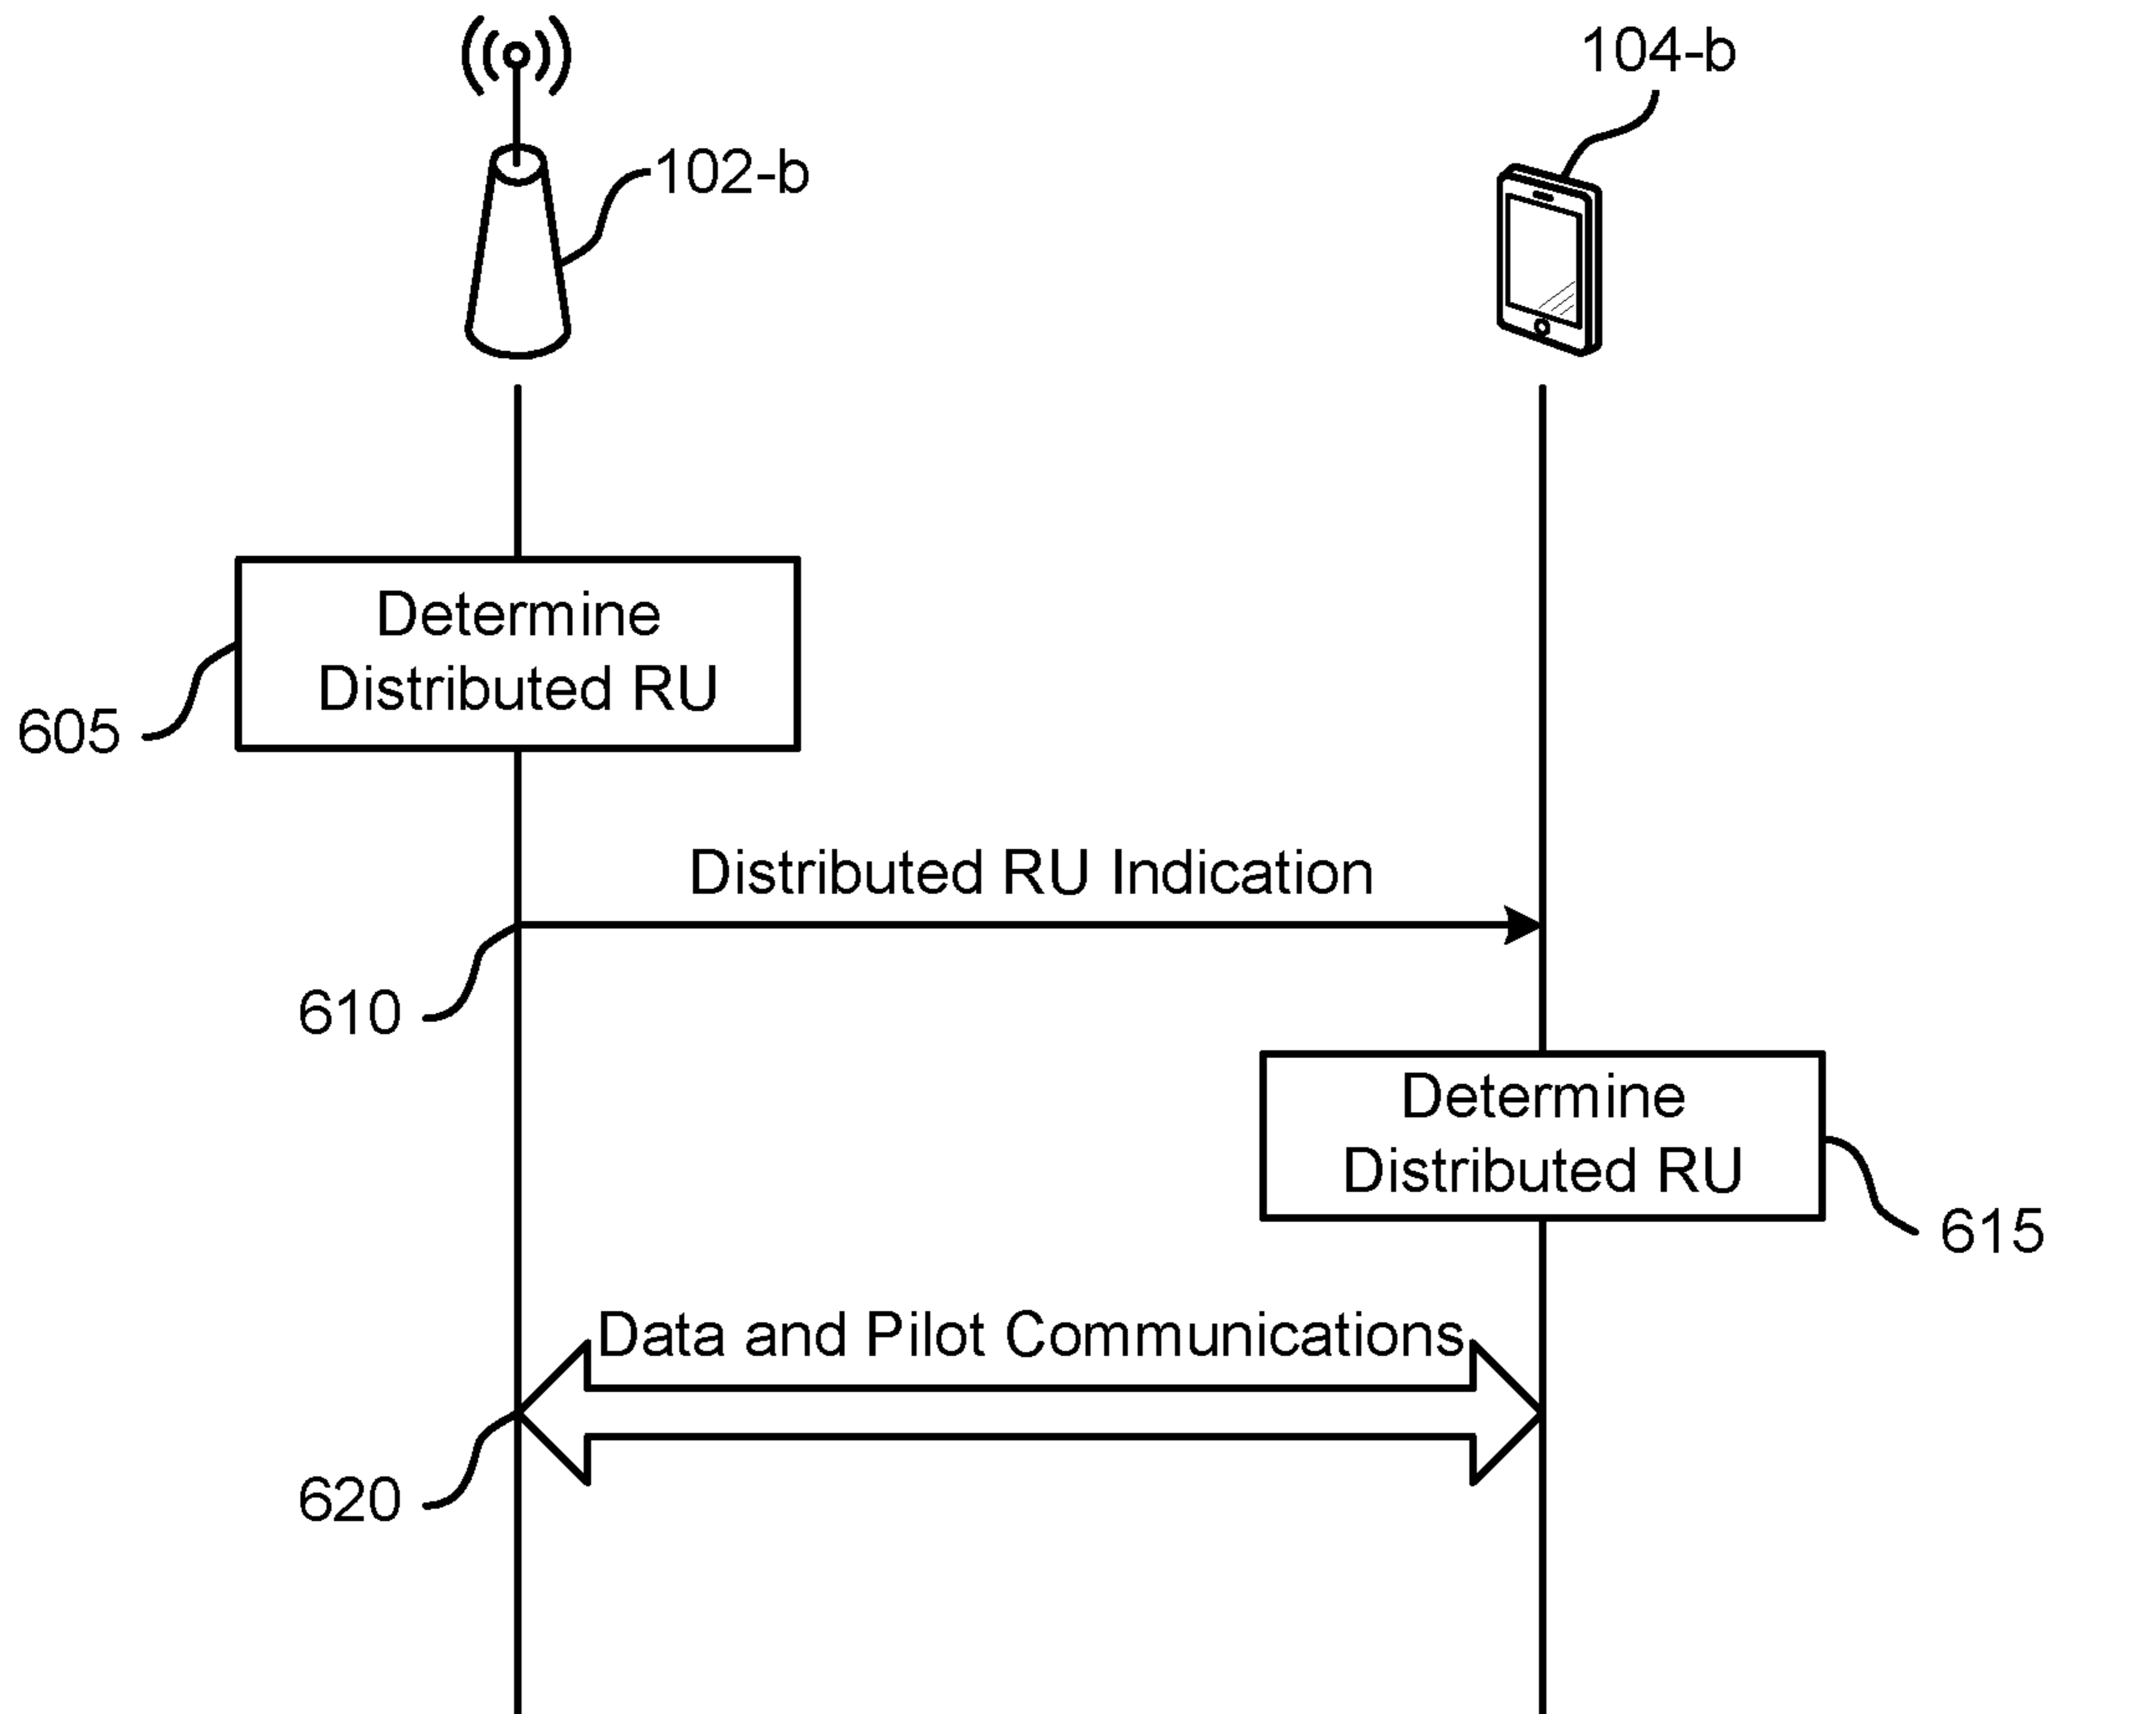 104-b
102-b
Determine
Distributed RU
605
Distributed RU Indication
610
Determine
Distributed RU
615
Data and Pilot Communications
620